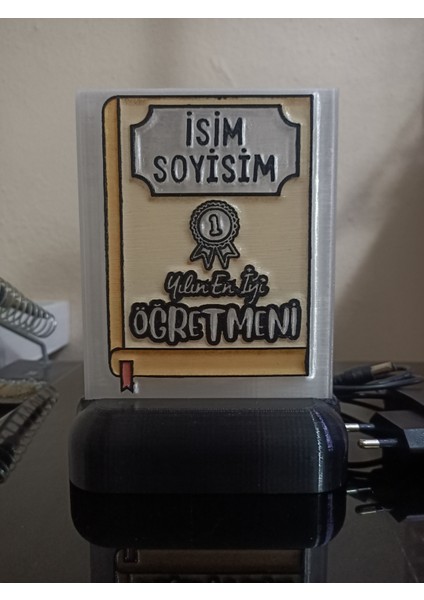 İSİM
SOYİSİM
1
Yılın En İyi
ÖĞRETMENİ